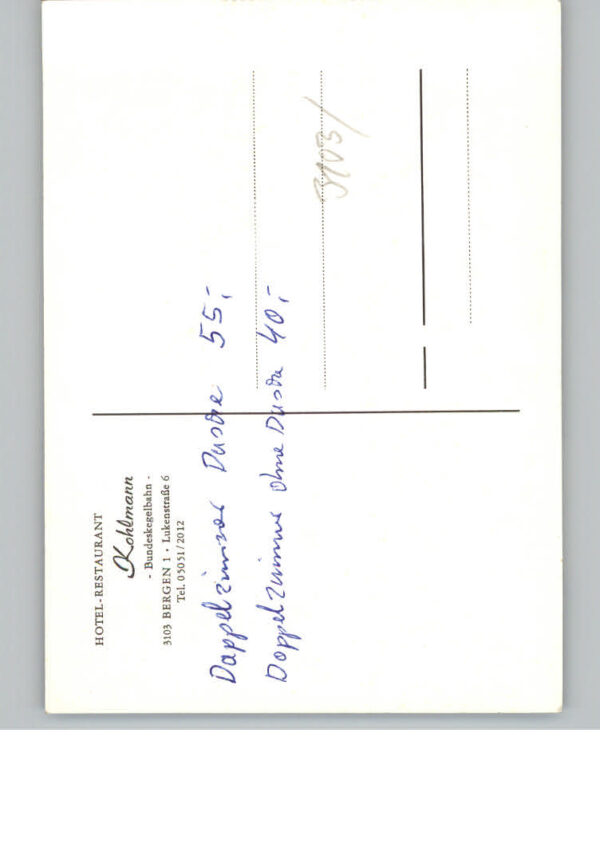 HOTEL-RESTAURANT
Kohlmann
- Bundeskegelbahn -
3103 BERGEN 1 • Lukenstraße 6
Tel. 05051/2012
Doppelzimmer Dusche 55,-
Doppelzimmer ohne Dusche 40,-
3103/